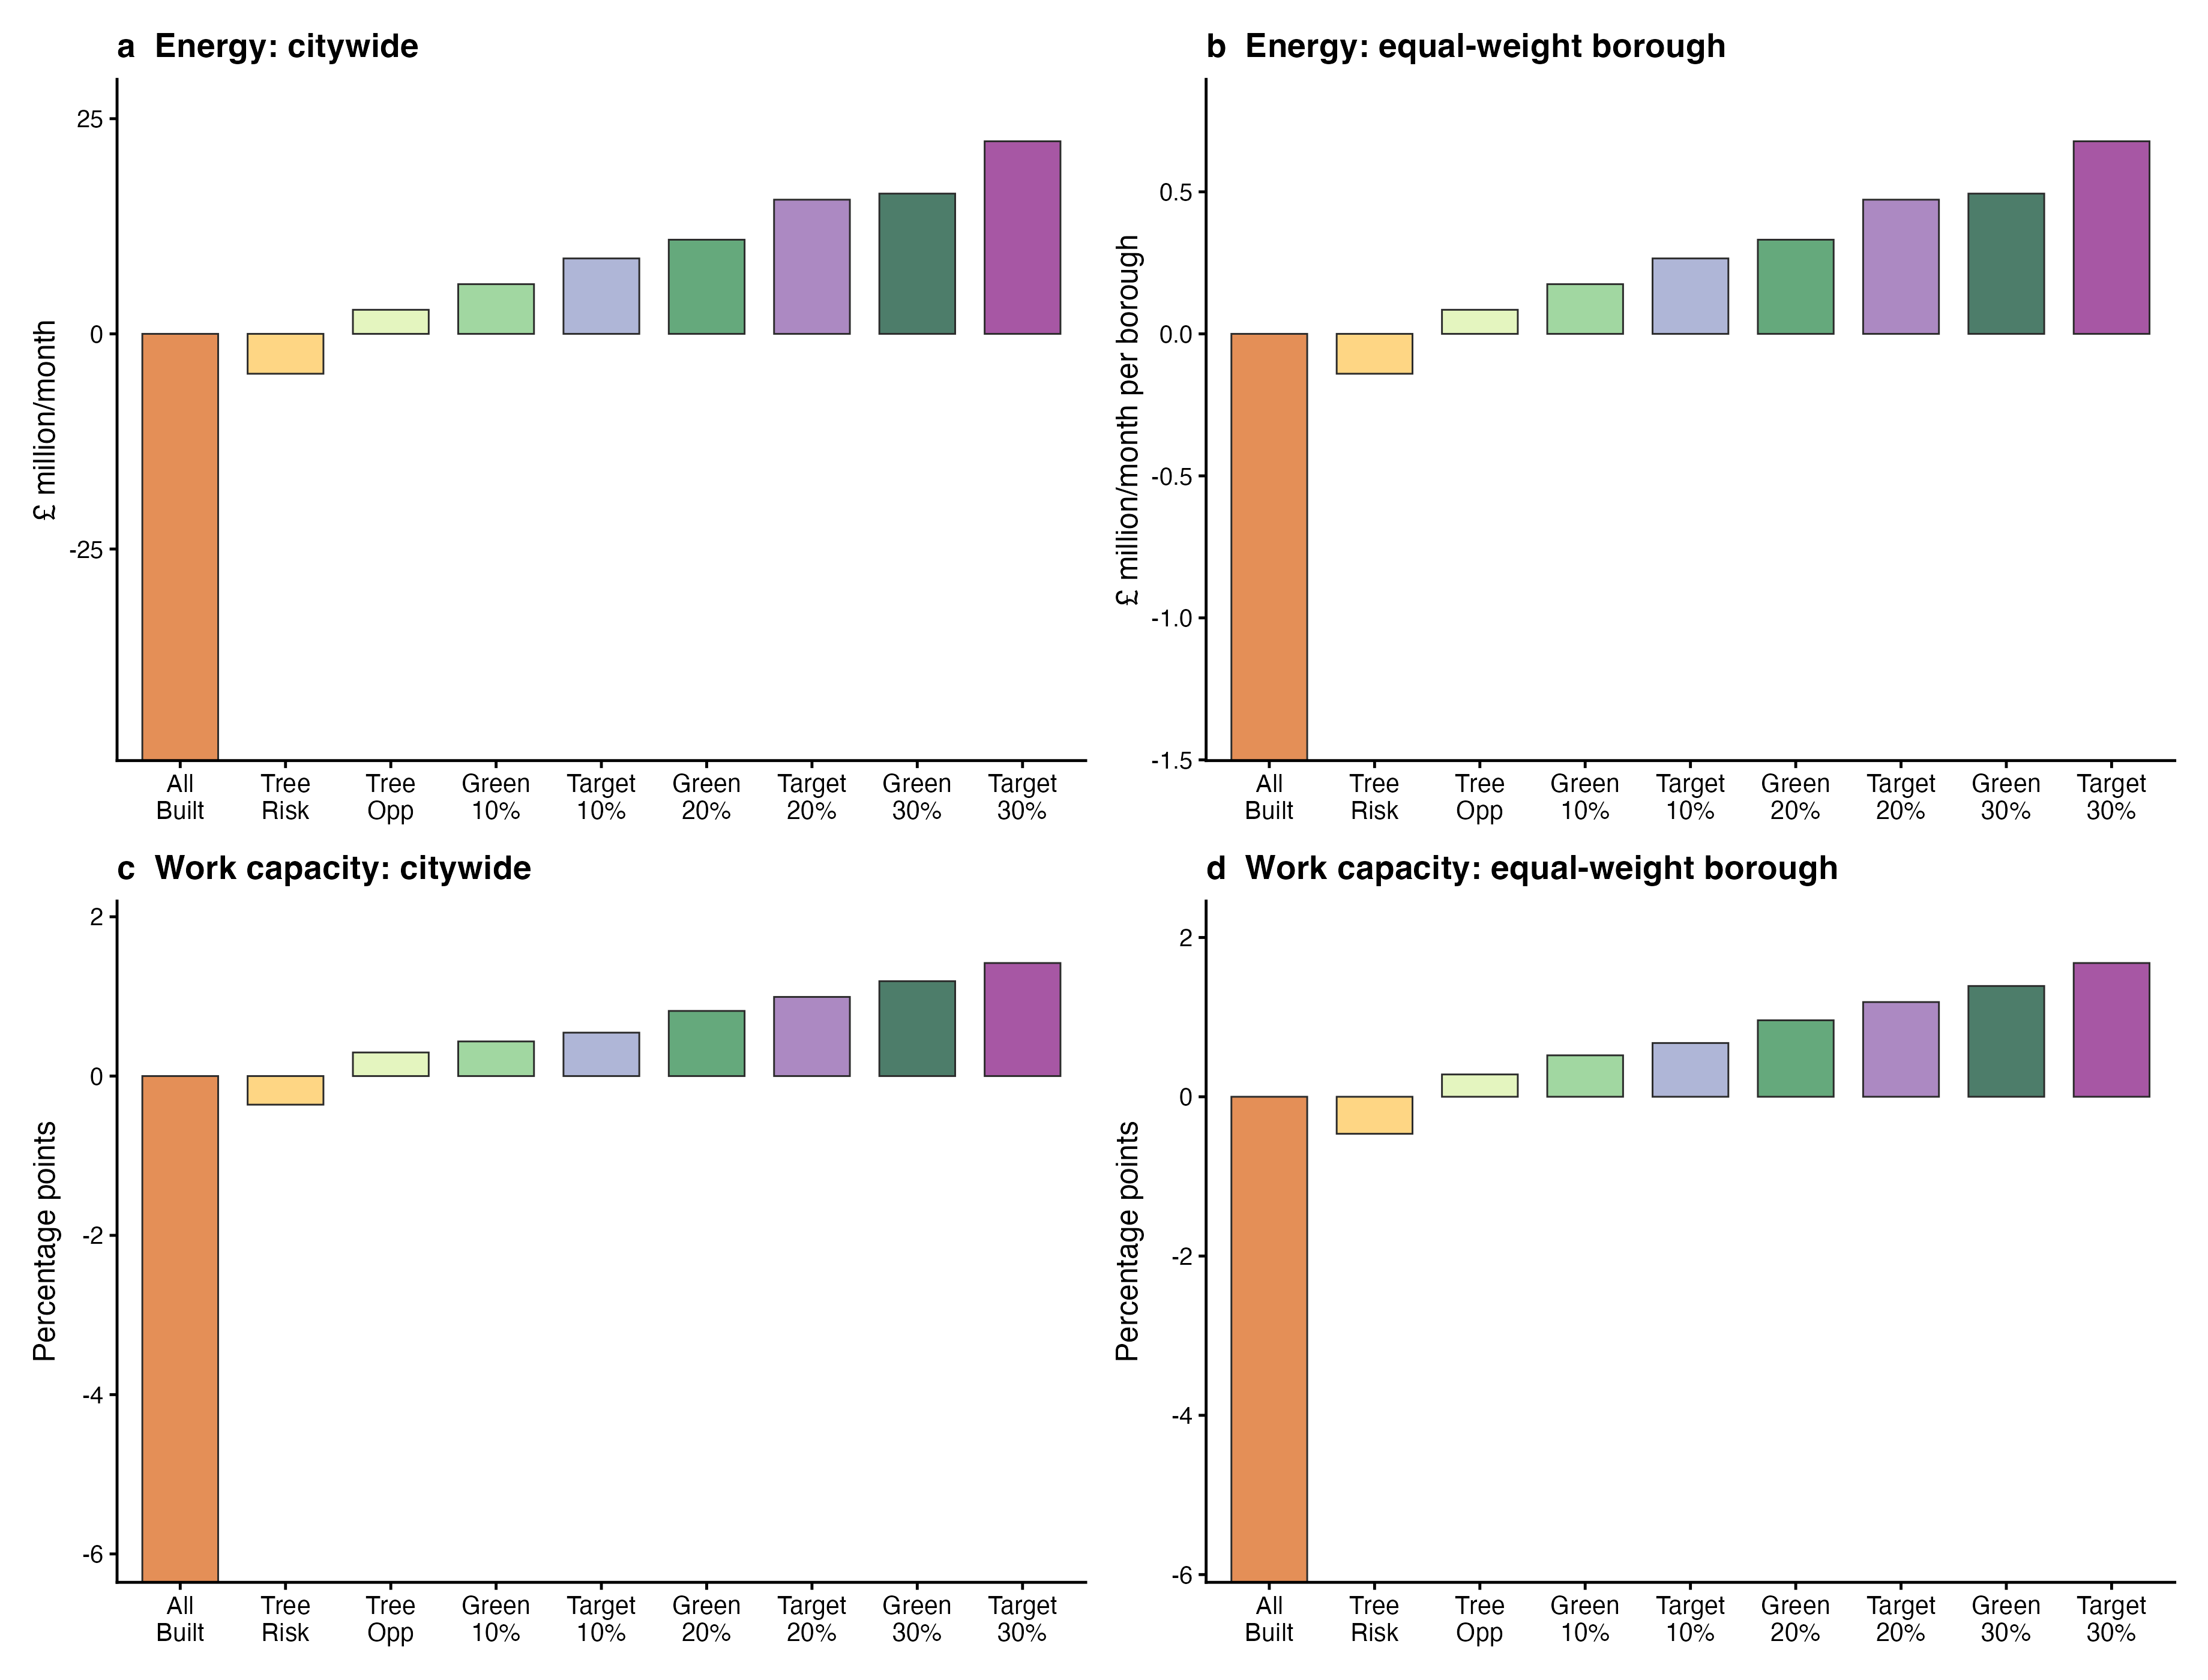 a Energy: citywide
£ million/month
25
0
-25
All Built
Tree Risk
Tree Opp
Green 10%
Target 10%
Green 20%
Target 20%
Green 30%
Target 30%
b Energy: equal-weight borough
£ million/month per borough
0.5
0.0
-0.5
-1.0
-1.5
All Built
Tree Risk
Tree Opp
Green 10%
Target 10%
Green 20%
Target 20%
Green 30%
Target 30%
c Work capacity: citywide
Percentage points
2
0
-2
-4
-6
All Built
Tree Risk
Tree Opp
Green 10%
Target 10%
Green 20%
Target 20%
Green 30%
Target 30%
d Work capacity: equal-weight borough
Percentage points
2
0
-2
-4
-6
All Built
Tree Risk
Tree Opp
Green 10%
Target 10%
Green 20%
Target 20%
Green 30%
Target 30%